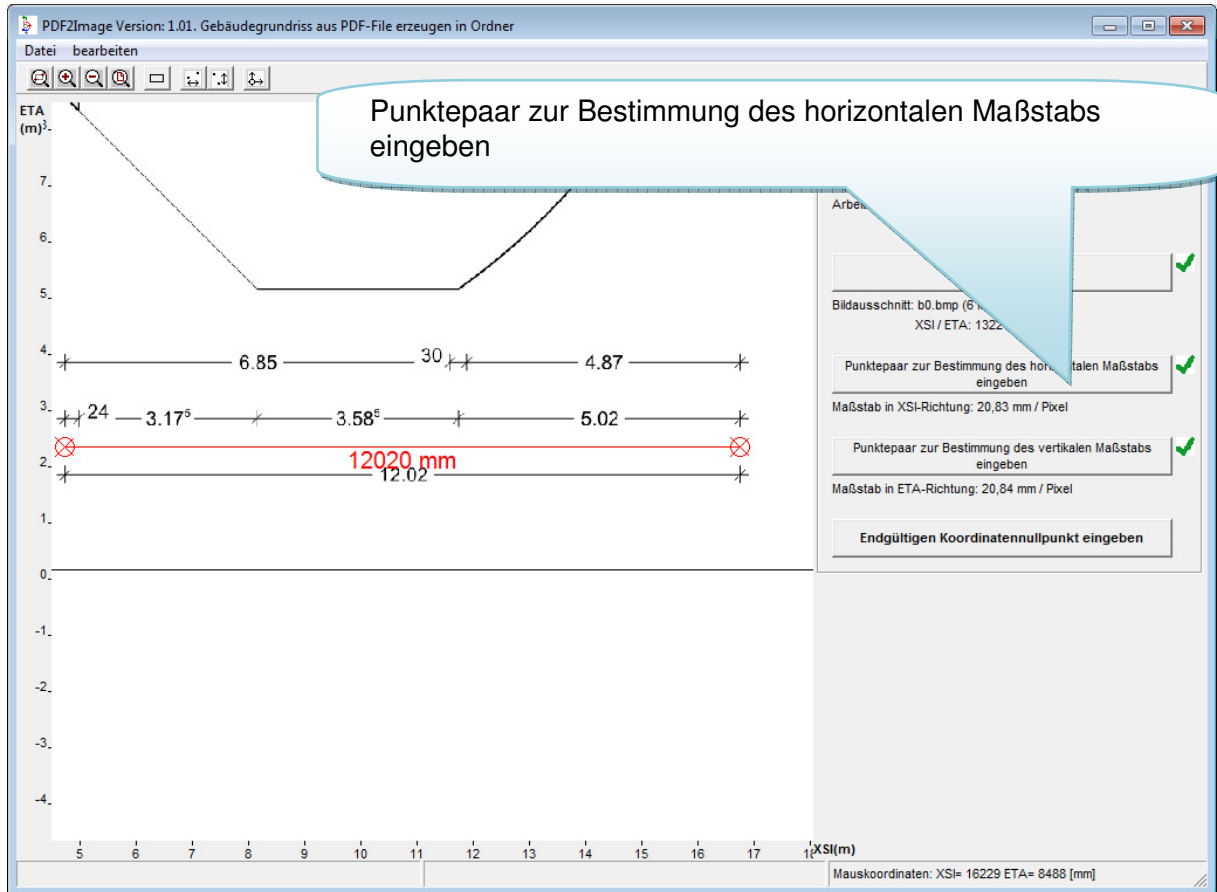 PDF2Image Version: 1.01. Gebäudegrundriss aus PDF-File erzeugen in Ordner
Datei bearbeiten
Punktepaar zur Bestimmung des horizontalen Maßstabs
eingeben
ETA
(m)
7
6
5
4
3
2
1
0
-1
-2
-3
-4
6.85 30 4.87
24 3.17⁵ 3.58⁵ 5.02
12020 mm
12.02
5 6 7 8 9 10 11 12 13 14 15 16 17
XSI(m)
Bildausschnitt: b0.bmp
XSI / ETA: 1322
Punktepaar zur Bestimmung des horizontalen Maßstabs
eingeben
Maßstab in XSI-Richtung: 20,83 mm / Pixel
Punktepaar zur Bestimmung des vertikalen Maßstabs
eingeben
Maßstab in ETA-Richtung: 20,84 mm / Pixel
Endgültigen Koordinatennullpunkt eingeben
Mauskoordinaten: XSI= 16229 ETA= 8488 [mm]